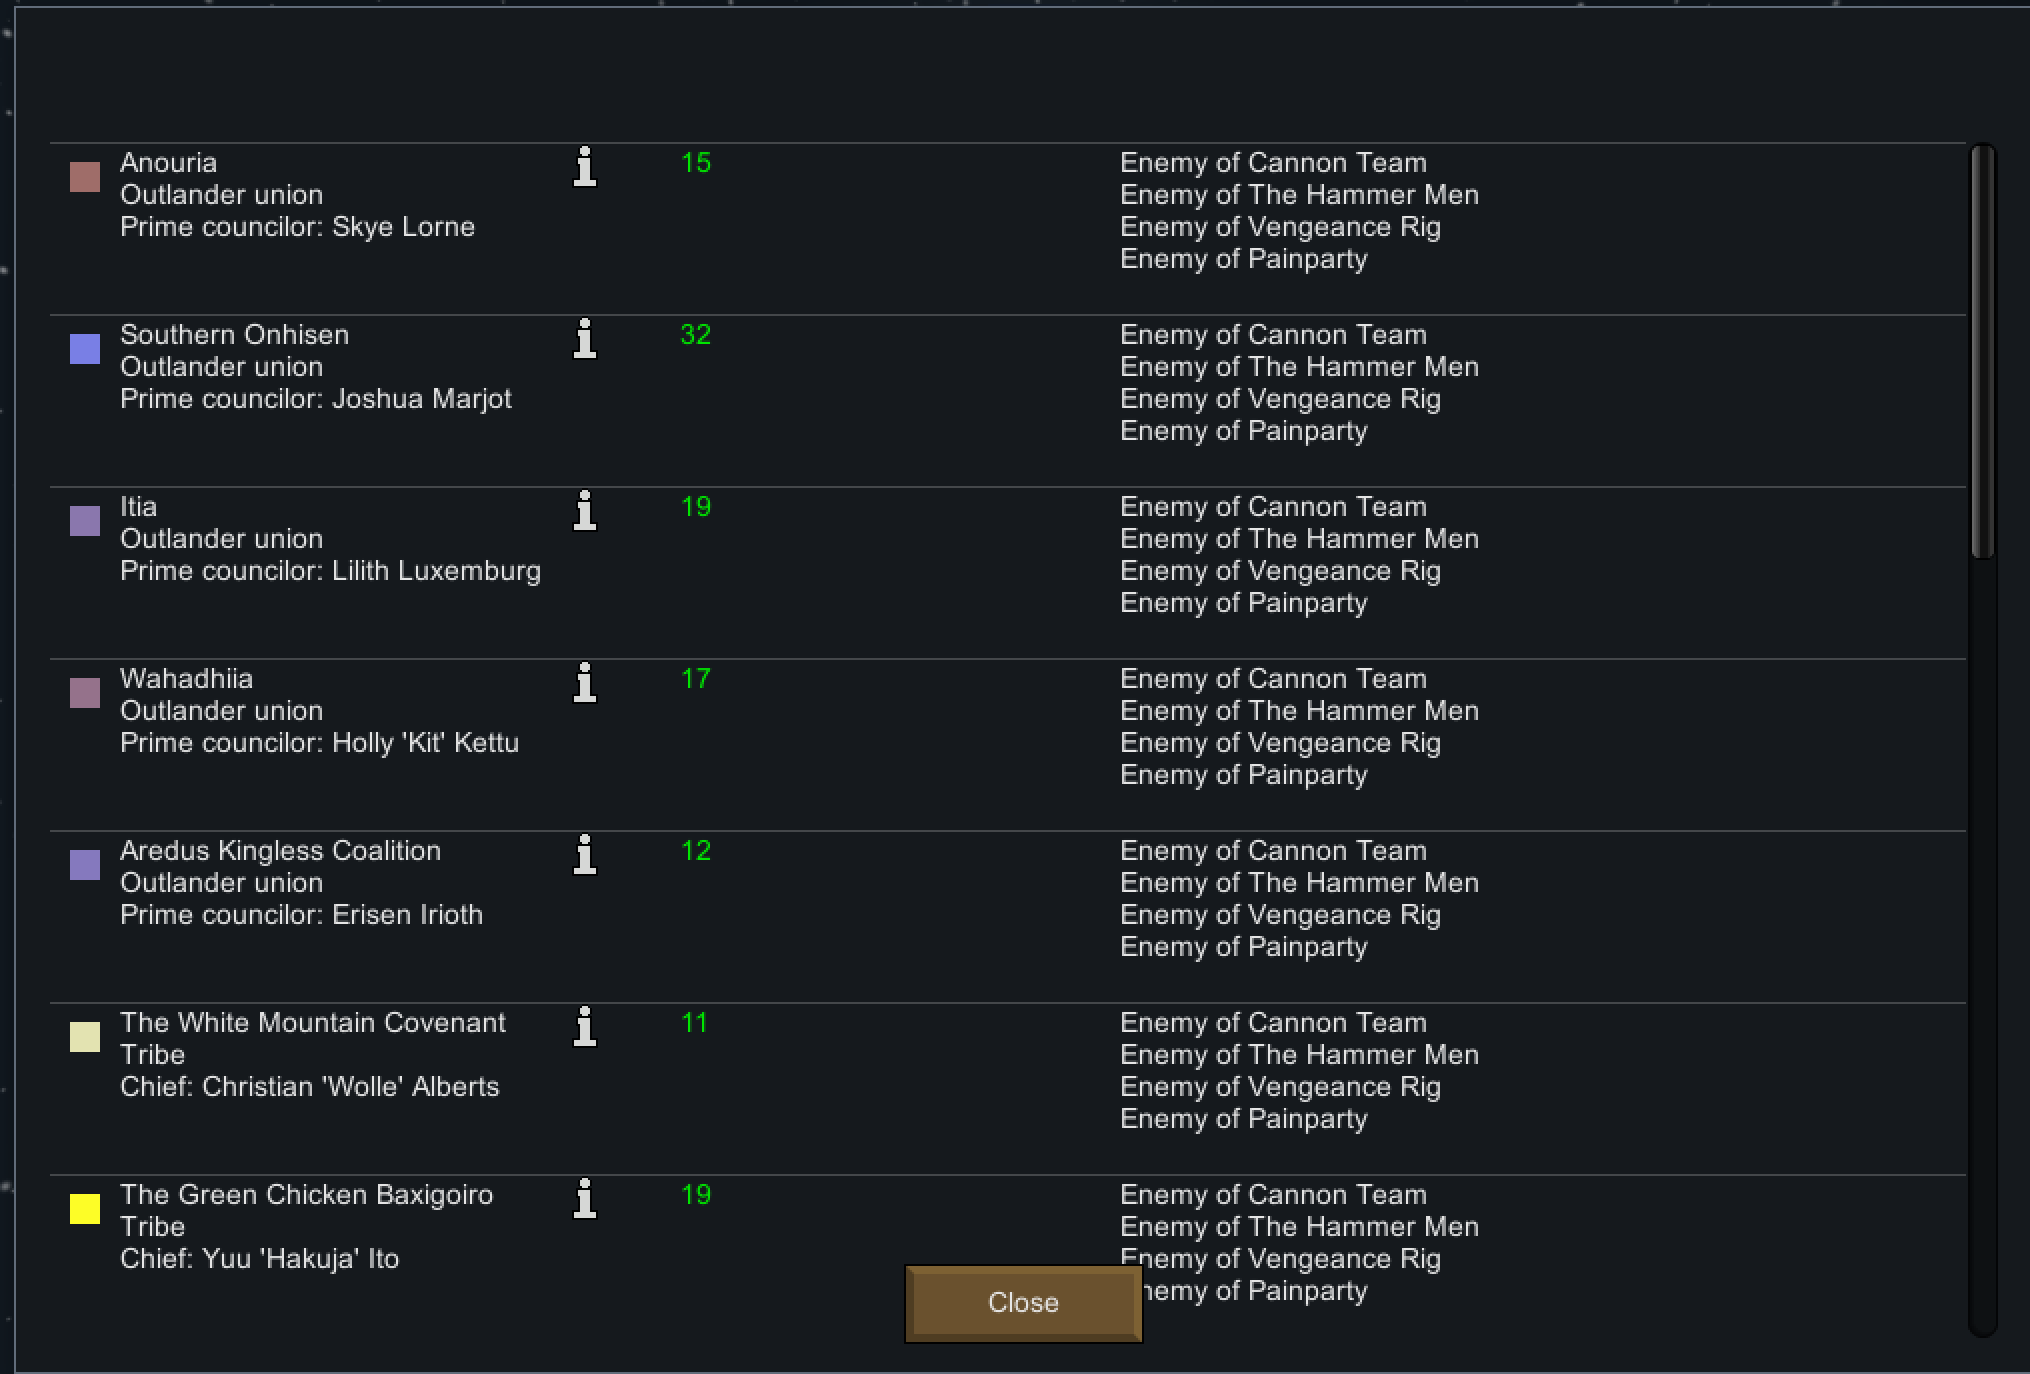 Anouria
Outlander union
Prime councilor: Skye Lorne
15
Enemy of Cannon Team
Enemy of The Hammer Men
Enemy of Vengeance Rig
Enemy of Painparty
Southern Onhisen
Outlander union
Prime councilor: Joshua Marjot
32
Enemy of Cannon Team
Enemy of The Hammer Men
Enemy of Vengeance Rig
Enemy of Painparty
Itia
Outlander union
Prime councilor: Lilith Luxemburg
19
Enemy of Cannon Team
Enemy of The Hammer Men
Enemy of Vengeance Rig
Enemy of Painparty
Wahadhiia
Outlander union
Prime councilor: Holly 'Kit' Kettu
17
Enemy of Cannon Team
Enemy of The Hammer Men
Enemy of Vengeance Rig
Enemy of Painparty
Aredus Kingless Coalition
Outlander union
Prime councilor: Erisen Irioth
12
Enemy of Cannon Team
Enemy of The Hammer Men
Enemy of Vengeance Rig
Enemy of Painparty
The White Mountain Covenant
Tribe
Chief: Christian 'Wolle' Alberts
11
Enemy of Cannon Team
Enemy of The Hammer Men
Enemy of Vengeance Rig
Enemy of Painparty
The Green Chicken Baxigoiro
Tribe
Chief: Yuu 'Hakuja' Ito
19
Enemy of Cannon Team
Enemy of The Hammer Men
Enemy of Vengeance Rig
nemy of Painparty
Close